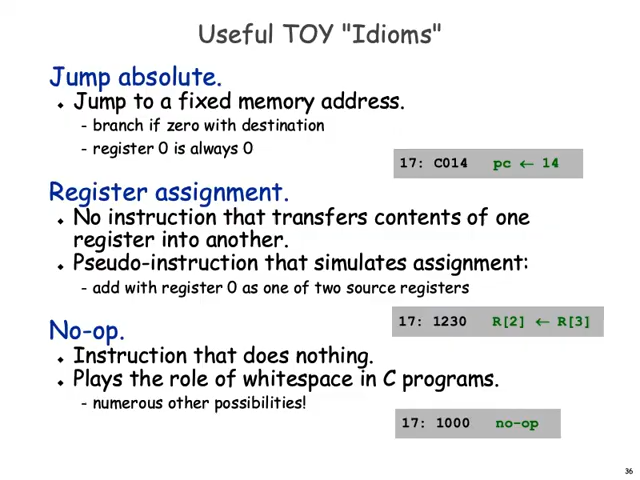 Useful TOY "Idioms"
Jump absolute.
Jump to a fixed memory address.
- branch if zero with destination
- register 0 is always 0
17: C014 pc ← 14
Register assignment.
No instruction that transfers contents of one
register into another.
Pseudo-instruction that simulates assignment:
- add with register 0 as one of two source registers
17: 1230 R[2] ← R[3]
No-op.
Instruction that does nothing.
Plays the role of whitespace in C programs.
- numerous other possibilities!
17: 1000 no-op
36